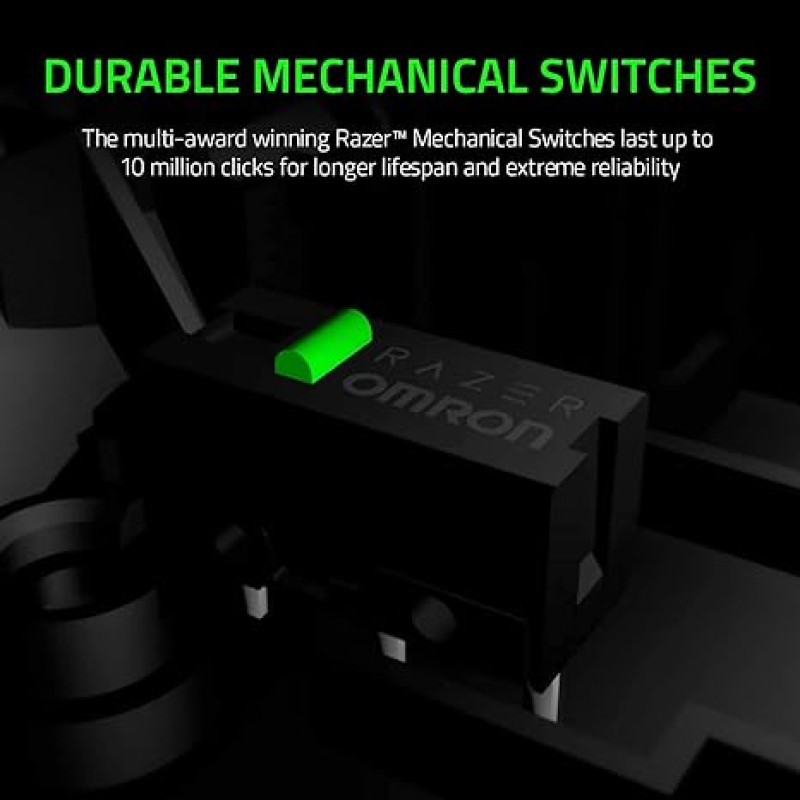 DURABLE MECHANICAL SWITCHES
The multi-award winning Razer™ Mechanical Switches last up to
10 million clicks for longer lifespan and extreme reliability
RAZER
OMRON